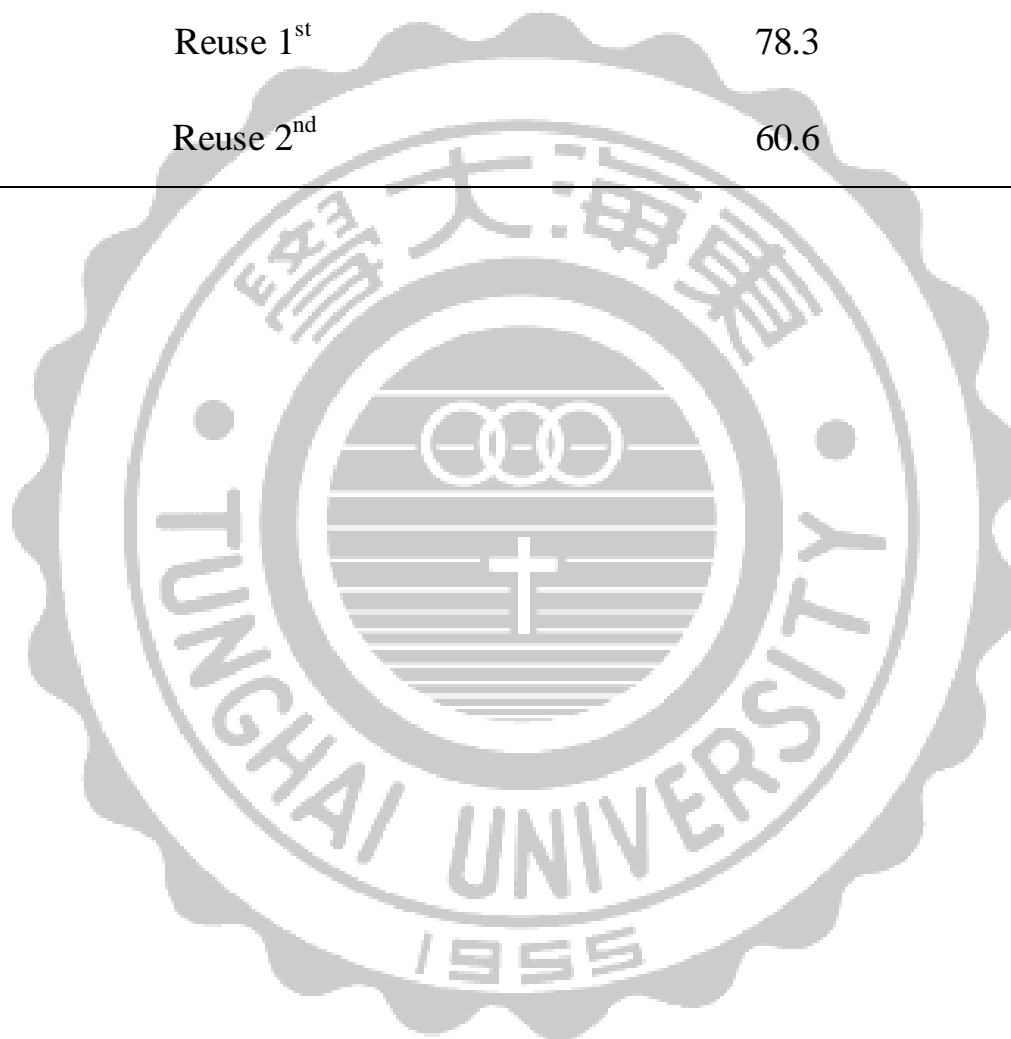 Reuse 1st 78.3
Reuse 2nd 60.6
學大海東
TUNGHAI UNIVERSITY
1955